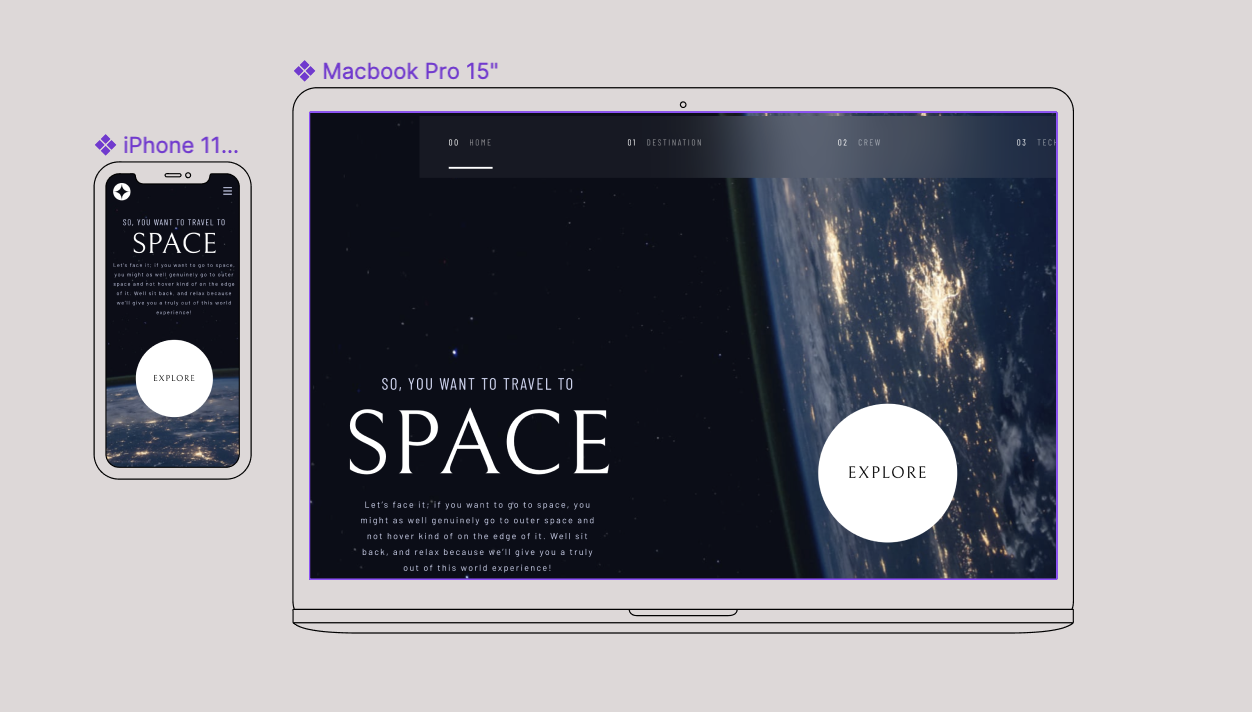 Macbook Pro 15"
iPhone 11...
SO, YOU WANT TO TRAVEL TO
SPACE
Let's face it; if you want to go to space,
you might as well genuinely go to outer
space and not hover kind of on the edge
of it. Well sit back, and relax because
we'll give you a truly out of this world
experience!
EXPLORE
00 HOME
01 DESTINATION
02 CREW
03 TECH
SO, YOU WANT TO TRAVEL TO
SPACE
Let's face it; if you want to go to space, you
might as well genuinely go to outer space and
not hover kind of on the edge of it. Well sit
back, and relax because we'll give you a truly
out of this world experience!
EXPLORE